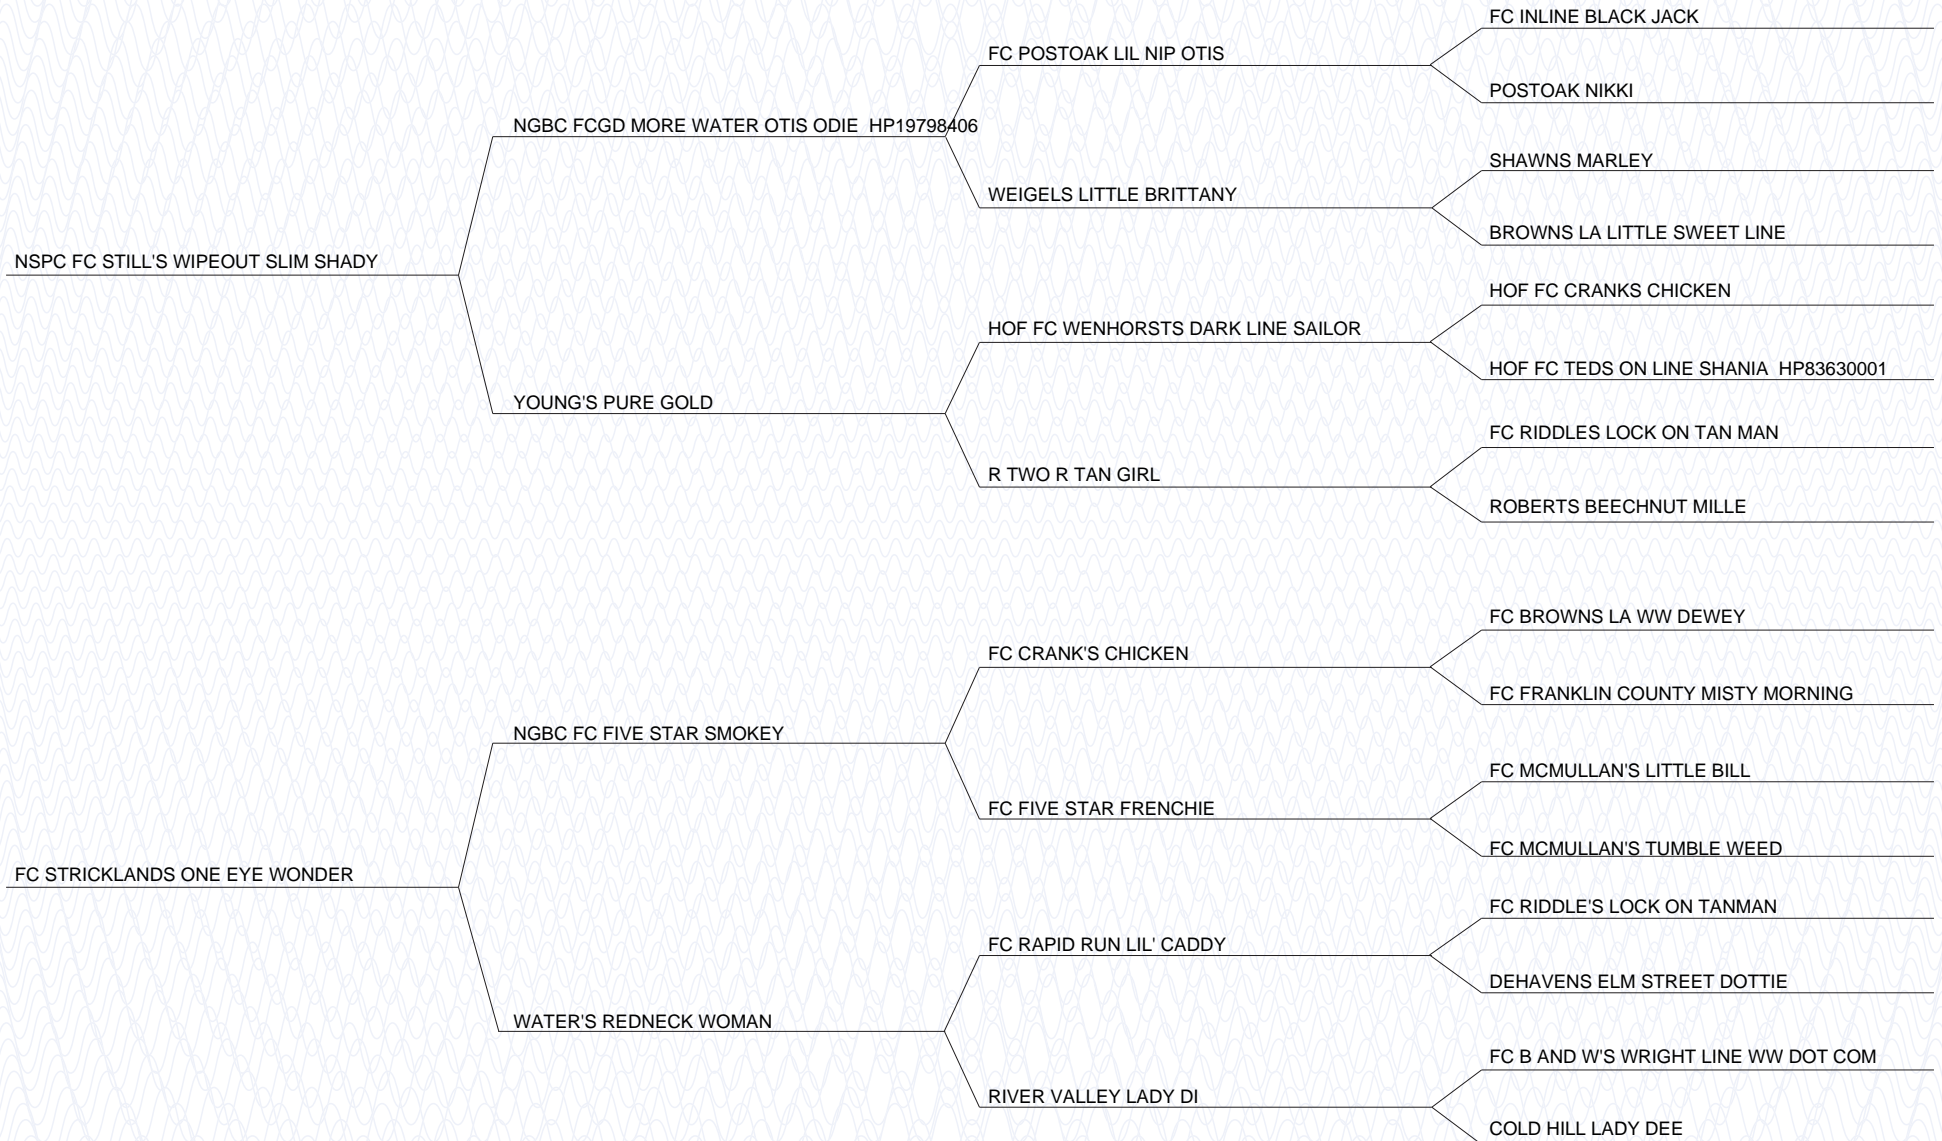 FC INLINE BLACK JACK
FC POSTOAK LIL NIP OTIS
POSTOAK NIKKI
NGBC FCGD MORE WATER OTIS ODIE  HP19798406
SHAWNS MARLEY
WEIGELS LITTLE BRITTANY
BROWNS LA LITTLE SWEET LINE
NSPC FC STILL'S WIPEOUT SLIM SHADY
HOF FC CRANKS CHICKEN
HOF FC WENHORSTS DARK LINE SAILOR
HOF FC TEDS ON LINE SHANIA  HP83630001
YOUNG'S PURE GOLD
FC RIDDLES LOCK ON TAN MAN
R TWO R TAN GIRL
ROBERTS BEECHNUT MILLE
FC BROWNS LA WW DEWEY
FC CRANK'S CHICKEN
FC FRANKLIN COUNTY MISTY MORNING
NGBC FC FIVE STAR SMOKEY
FC MCMULLAN'S LITTLE BILL
FC FIVE STAR FRENCHIE
FC MCMULLAN'S TUMBLE WEED
FC STRICKLANDS ONE EYE WONDER
FC RIDDLE'S LOCK ON TANMAN
FC RAPID RUN LIL' CADDY
DEHAVENS ELM STREET DOTTIE
WATER'S REDNECK WOMAN
FC B AND W'S WRIGHT LINE WW DOT COM
RIVER VALLEY LADY DI
COLD HILL LADY DEE